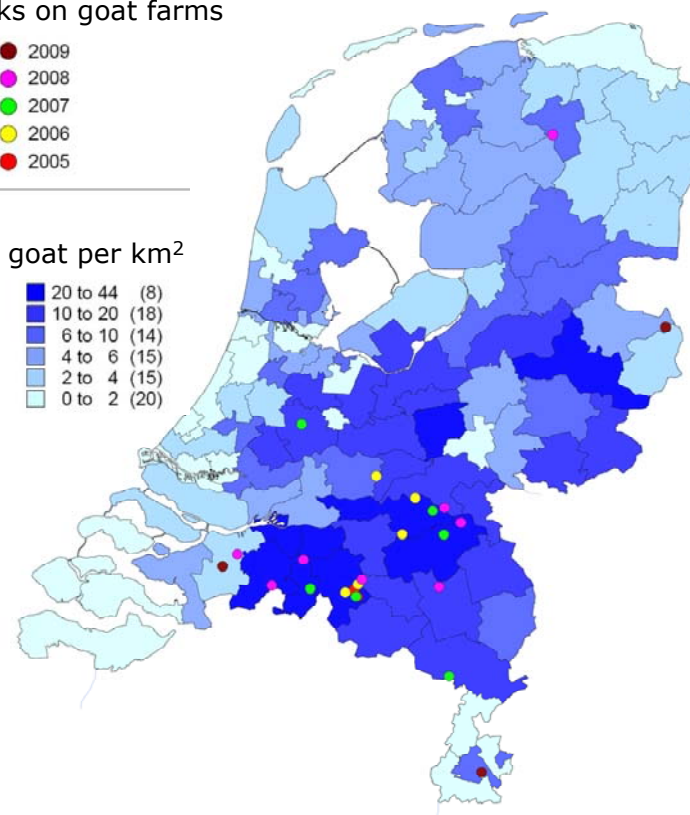 ks on goat farms
2009
2008
2007
2006
2005
goat per km2
20 to 44 (8)
10 to 20 (18)
6 to 10 (14)
4 to 6 (15)
2 to 4 (15)
0 to 2 (20)